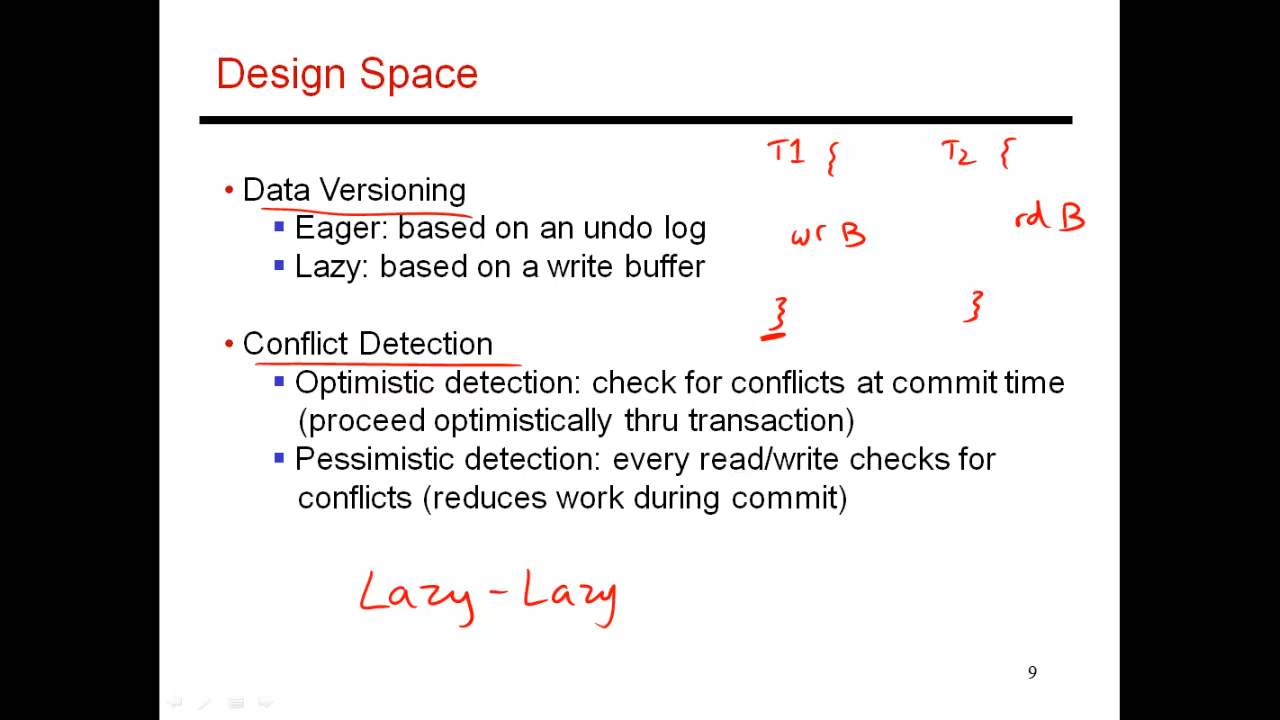 Design Space
T1 {
T2 {
• Data Versioning
▪ Eager: based on an undo log
▪ Lazy: based on a write buffer
wr B
rd B
}
}
• Conflict Detection
▪ Optimistic detection: check for conflicts at commit time
(proceed optimistically thru transaction)
▪ Pessimistic detection: every read/write checks for
conflicts (reduces work during commit)
Lazy - Lazy
9